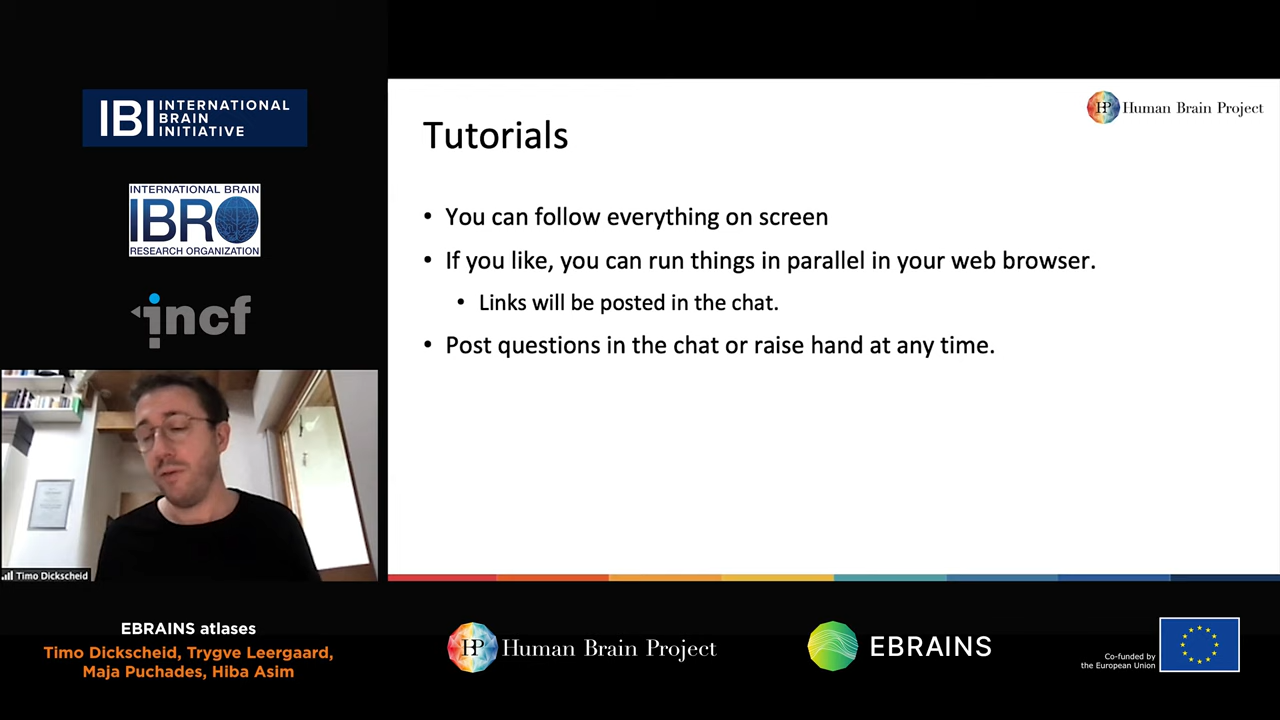 IBI INTERNATIONAL
BRAIN
INITIATIVE
INTERNATIONAL BRAIN
IBRO
RESEARCH ORGANIZATION
incf
Timo Dickscheid
EBRAINS atlases
Timo Dickscheid, Trygve Leergaard,
Maja Puchades, Hiba Asim
HBP Human Brain Project
Tutorials
• You can follow everything on screen
• If you like, you can run things in parallel in your web browser.
• Links will be posted in the chat.
• Post questions in the chat or raise hand at any time.
HBP Human Brain Project
EBRAINS
Co-funded by
the European Union